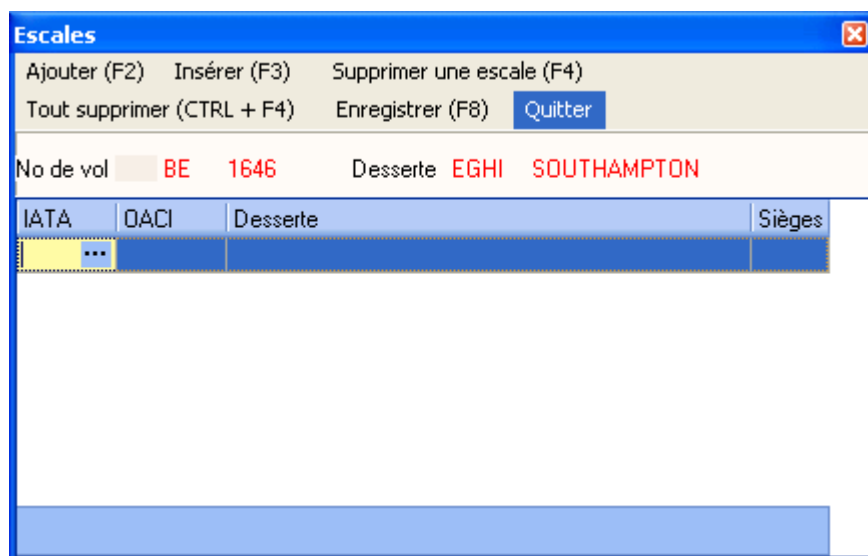 Escales
Ajouter (F2) Insérer (F3) Supprimer une escale (F4)
Tout supprimer (CTRL + F4) Enregistrer (F8) Quitter
No de vol BE 1646 Desserte EGHI SOUTHAMPTON
IATA OACI Desserte Sièges
...